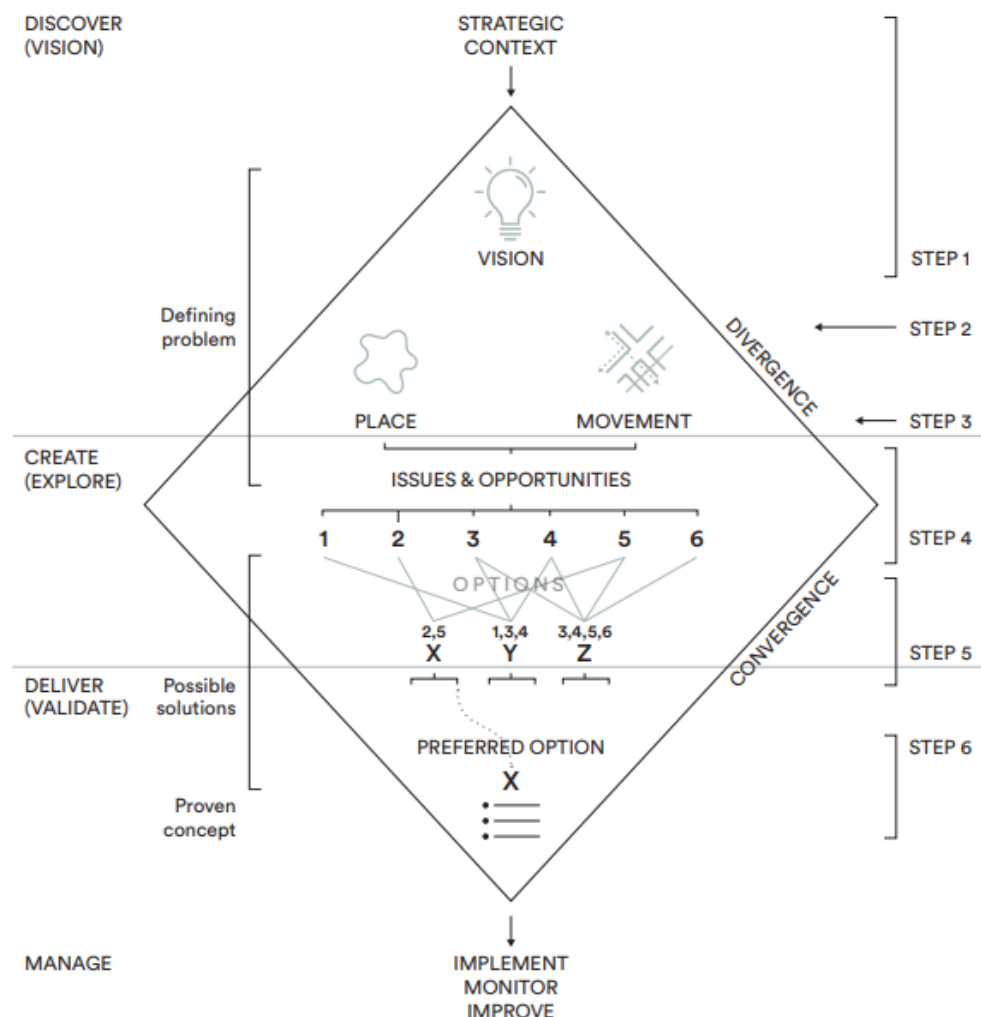 DISCOVER
(VISION)
STRATEGIC
CONTEXT
VISION
STEP 1
Defining
problem
DIVERGENCE
STEP 2
PLACE
MOVEMENT
STEP 3
CREATE
(EXPLORE)
ISSUES & OPPORTUNITIES
1 2 3 4 5 6
STEP 4
OPTIONS
2,5 1,3,4 3,4,5,6
X Y Z
CONVERGENCE
STEP 5
DELIVER
(VALIDATE)
Possible
solutions
PREFERRED OPTION
X
STEP 6
Proven
concept
MANAGE
IMPLEMENT
MONITOR
IMPROVE